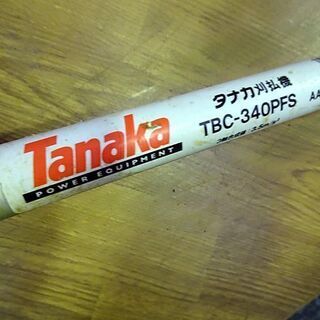 Tanaka
POWER EQUIPMENT
タナカ刈払機
TBC-340PFS